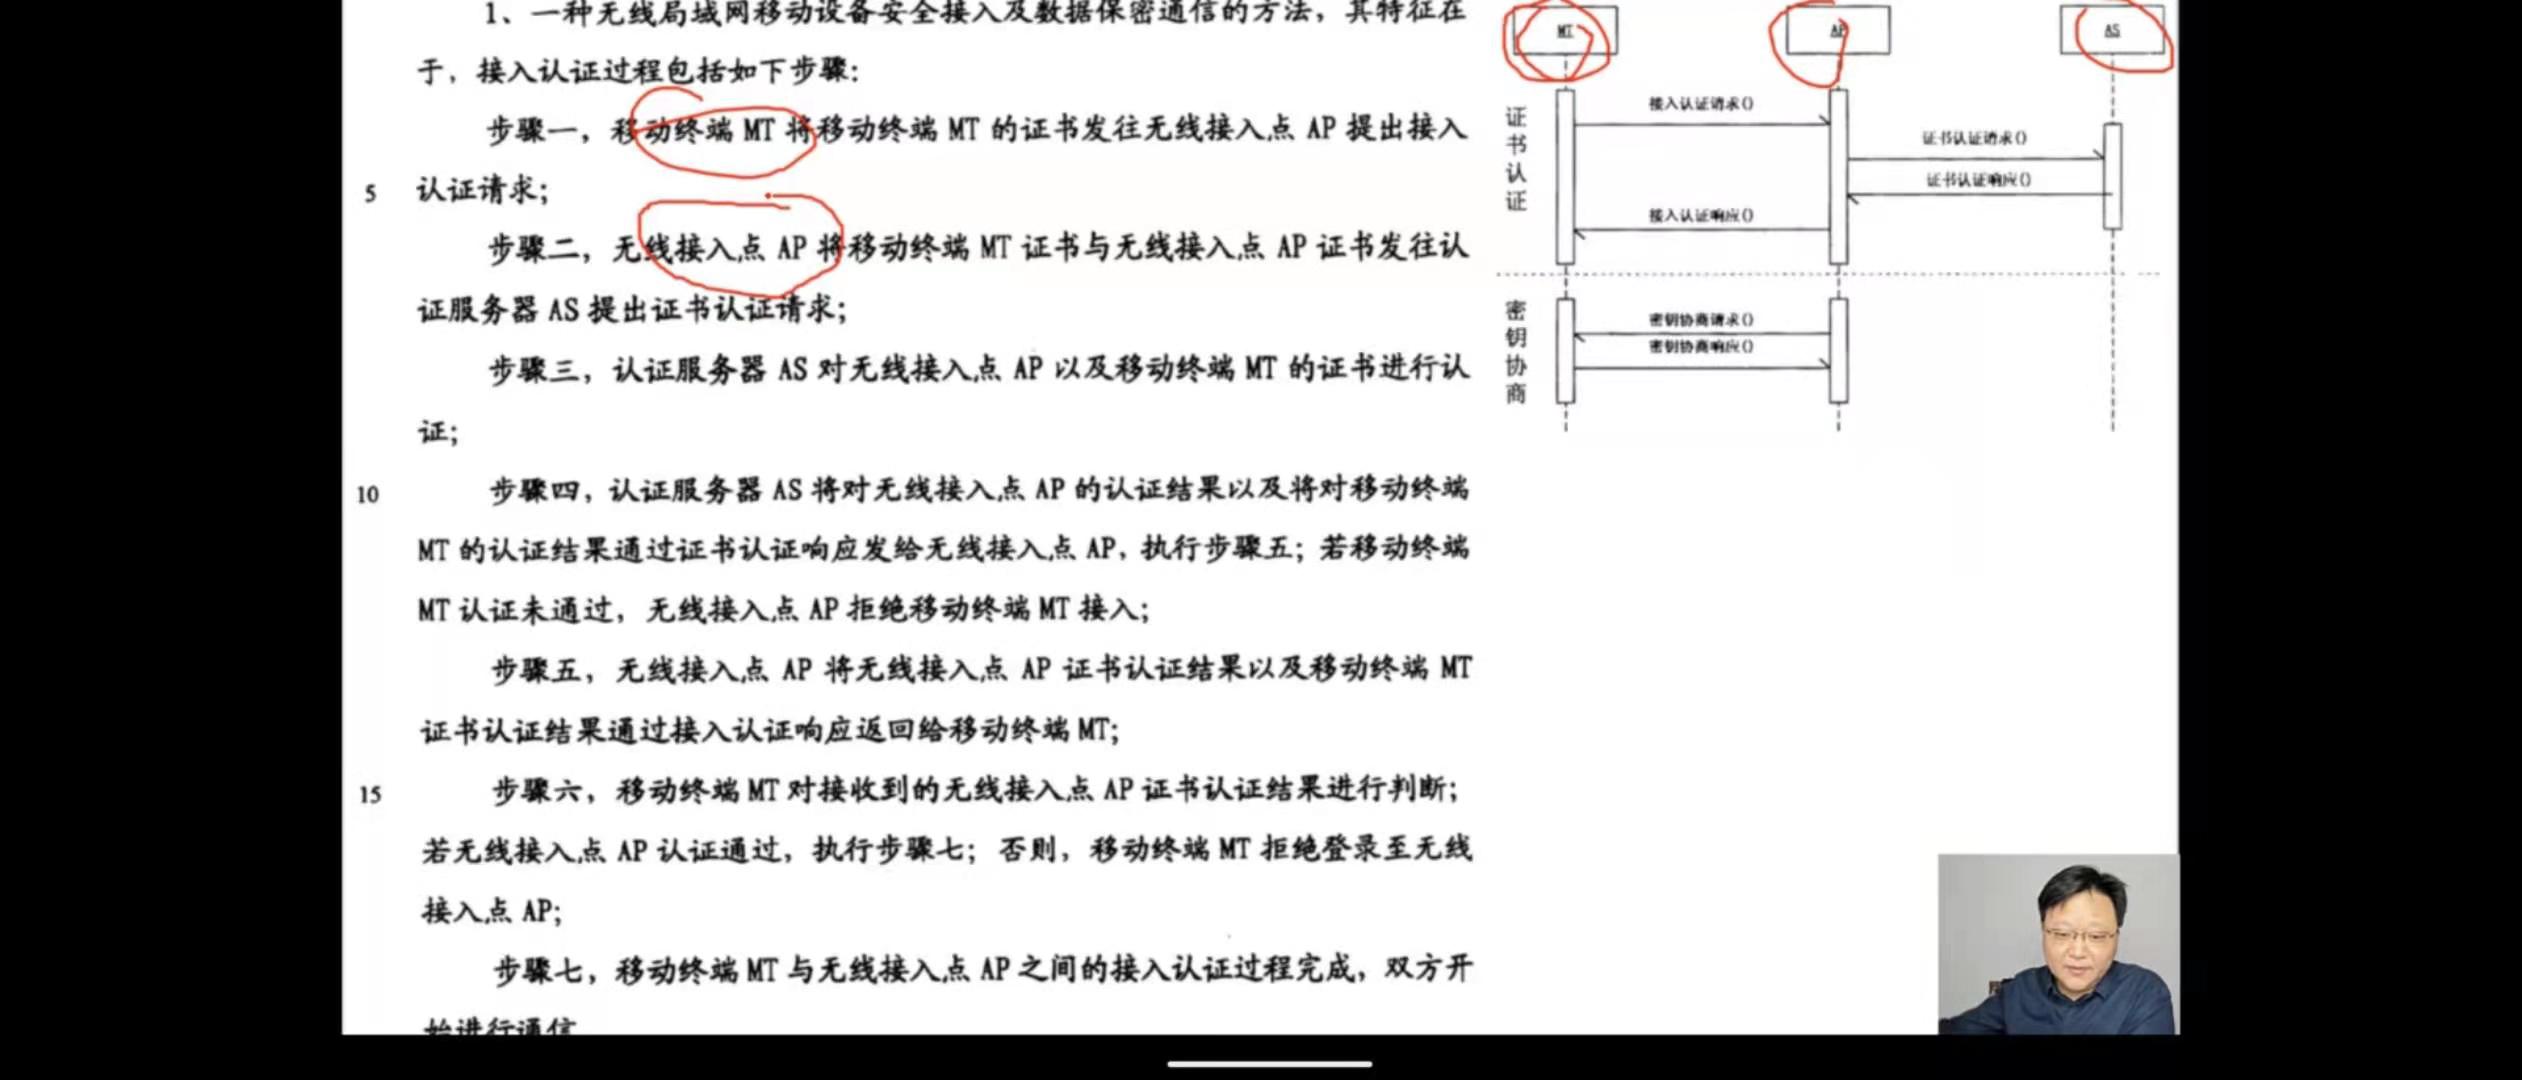 1、一种无线局域网移动设备安全接入及数据保密通信的方法，其特征在
于，接入认证过程包括如下步骤：
步骤一，移动终端 MT 将移动终端 MT 的证书发往无线接入点 AP 提出接入
5 认证请求；
步骤二，无线接入点 AP 将移动终端 MT 证书与无线接入点 AP 证书发往认
证服务器 AS 提出证书认证请求；
步骤三，认证服务器 AS 对无线接入点 AP 以及移动终端 MT 的证书进行认
证；
10 步骤四，认证服务器 AS 将对无线接入点 AP 的认证结果以及将对移动终端
MT 的认证结果通过证书认证响应发给无线接入点 AP，执行步骤五；若移动终端
MT 认证未通过，无线接入点 AP 拒绝移动终端 MT 接入；
步骤五，无线接入点 AP 将无线接入点 AP 证书认证结果以及移动终端 MT
证书认证结果通过接入认证响应返回给移动终端 MT；
15 步骤六，移动终端 MT 对接收到的无线接入点 AP 证书认证结果进行判断；
若无线接入点 AP 认证通过，执行步骤七；否则，移动终端 MT 拒绝登录至无线
接入点 AP；
步骤七，移动终端 MT 与无线接入点 AP 之间的接入认证过程完成，双方开
始进行通信
MT
AP
AS
证书认证
接入认证请求()
证书认证请求()
证书认证响应()
接入认证响应()
密钥协商
密钥协商请求()
密钥协商响应()